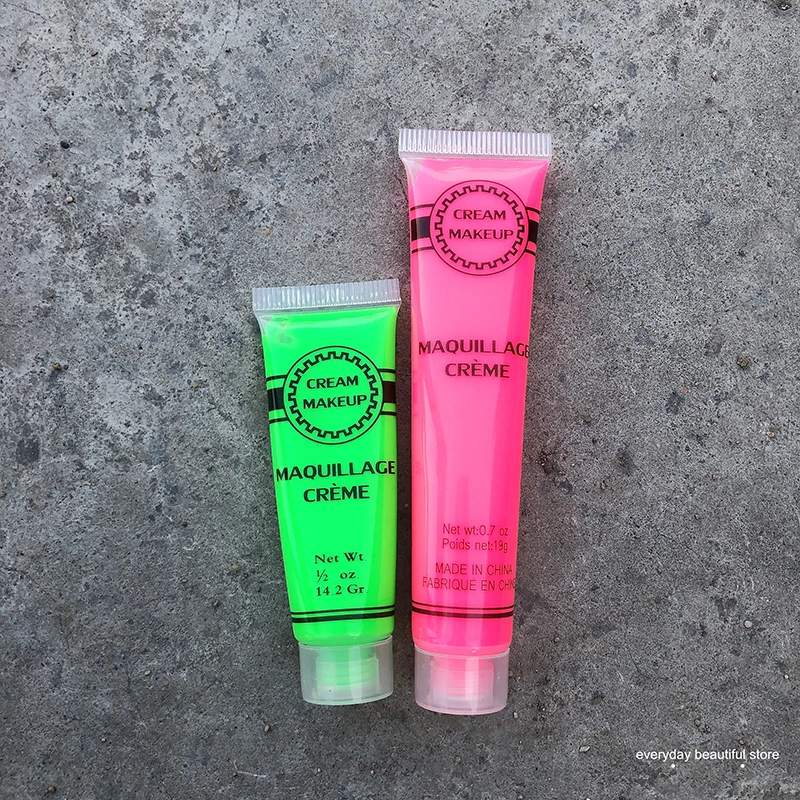 CREAM
MAKEUP
MAQUILLAGE
CRÈME
Net Wt.
½ oz.
14.2 Gr.
CREAM
MAKEUP
MAQUILLAGE
CRÈME
Net wt:0.7 oz
Poids net:19g
MADE IN CHINA
FABRIQUE EN CHINE
everyday beautiful store